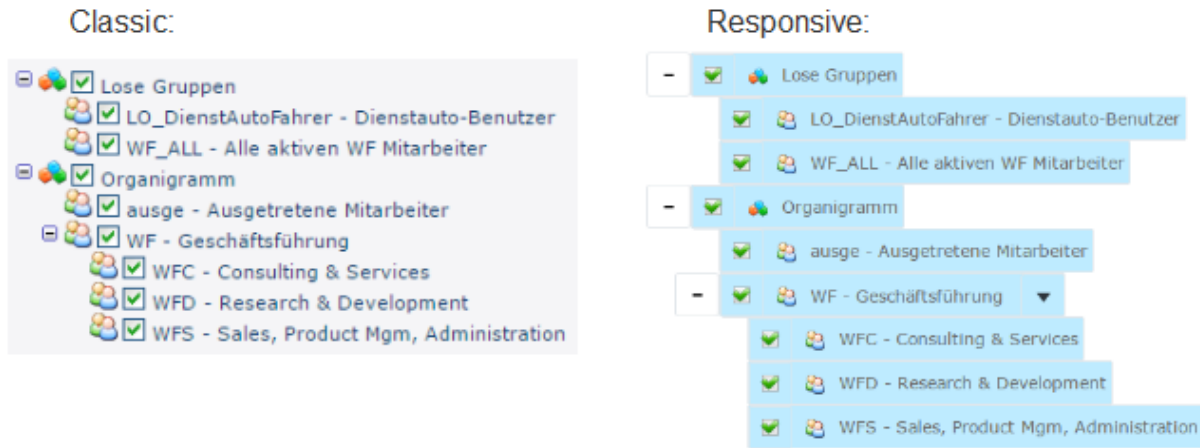 Classic:
Lose Gruppen
LO_DienstAutoFahrer - Dienstauto-Benutzer
WF_ALL - Alle aktiven WF Mitarbeiter
Organigramm
ausge - Ausgetretene Mitarbeiter
WF - Geschäftsführung
WFC - Consulting & Services
WFD - Research & Development
WFS - Sales, Product Mgm, Administration
Responsive:
Lose Gruppen
LO_DienstAutoFahrer - Dienstauto-Benutzer
WF_ALL - Alle aktiven WF Mitarbeiter
Organigramm
ausge - Ausgetretene Mitarbeiter
WF - Geschäftsführung
WFC - Consulting & Services
WFD - Research & Development
WFS - Sales, Product Mgm, Administration